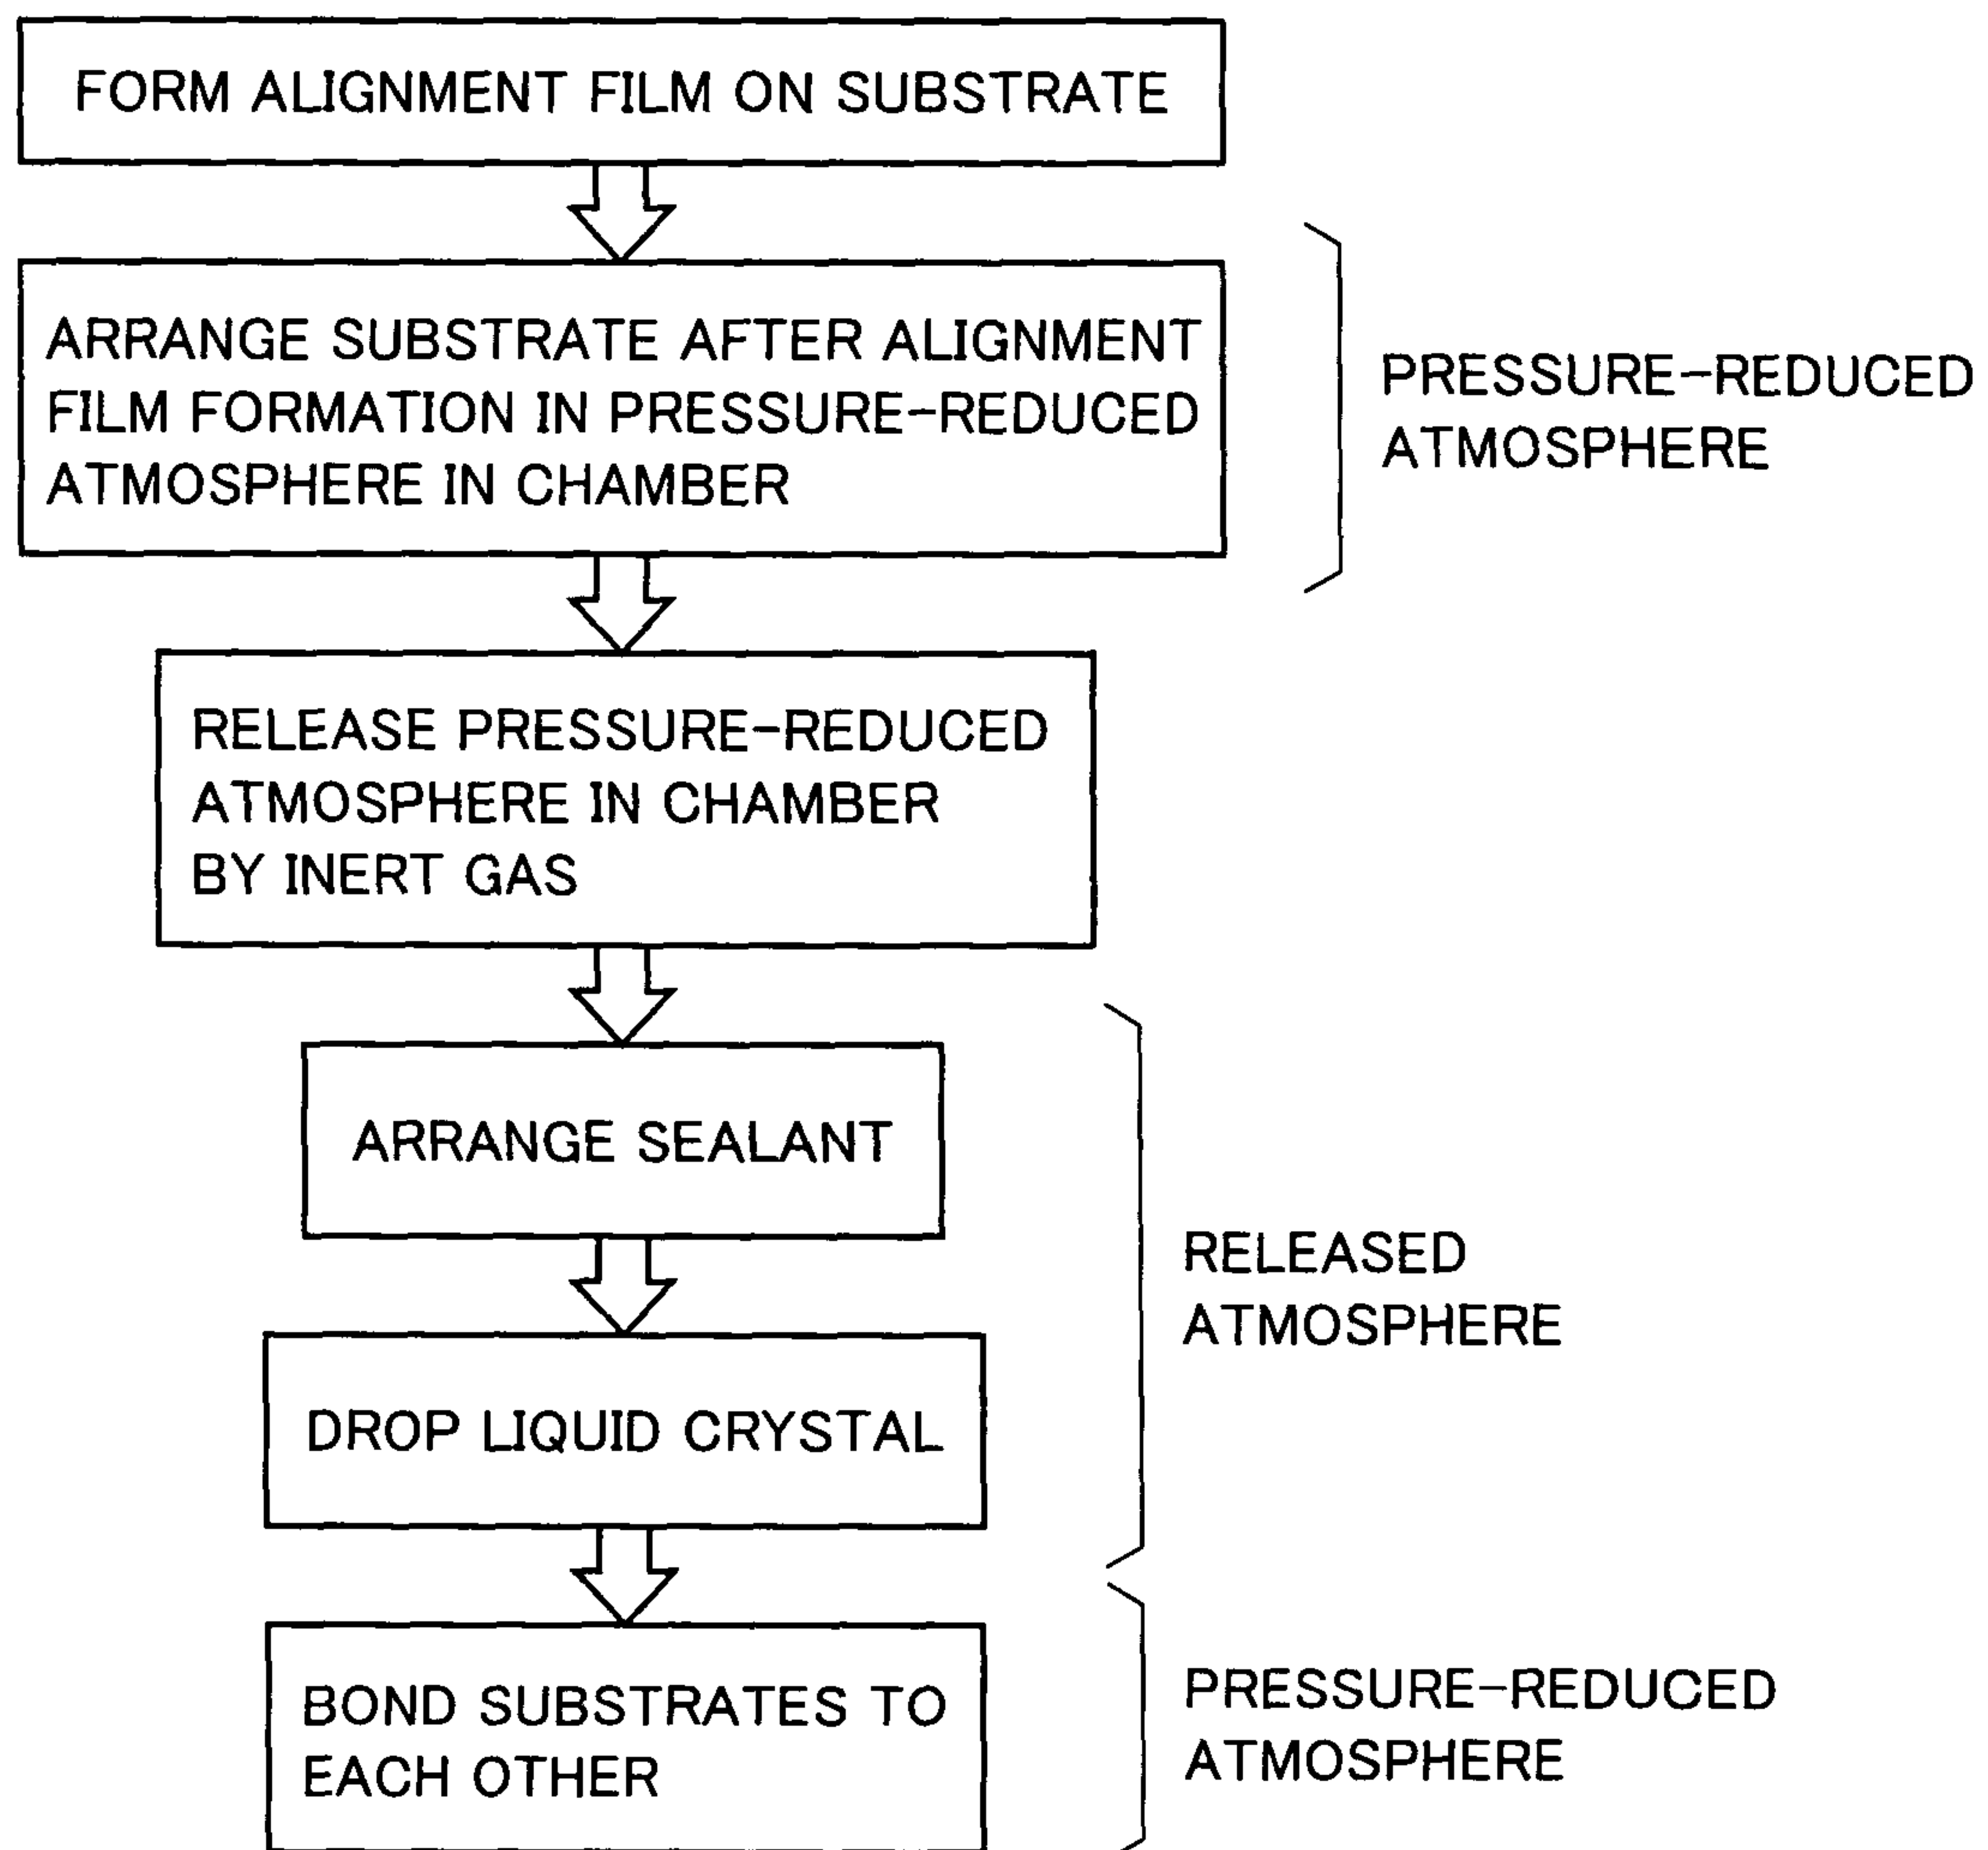 FORM ALIGNMENT FILM ON SUBSTRATE
ARRANGE SUBSTRATE AFTER ALIGNMENT
FILM FORMATION IN PRESSURE-REDUCED
ATMOSPHERE IN CHAMBER
PRESSURE-REDUCED
ATMOSPHERE
RELEASE PRESSURE-REDUCED
ATMOSPHERE IN CHAMBER
BY INERT GAS
ARRANGE SEALANT
DROP LIQUID CRYSTAL
RELEASED
ATMOSPHERE
BOND SUBSTRATES TO
EACH OTHER
PRESSURE-REDUCED
ATMOSPHERE